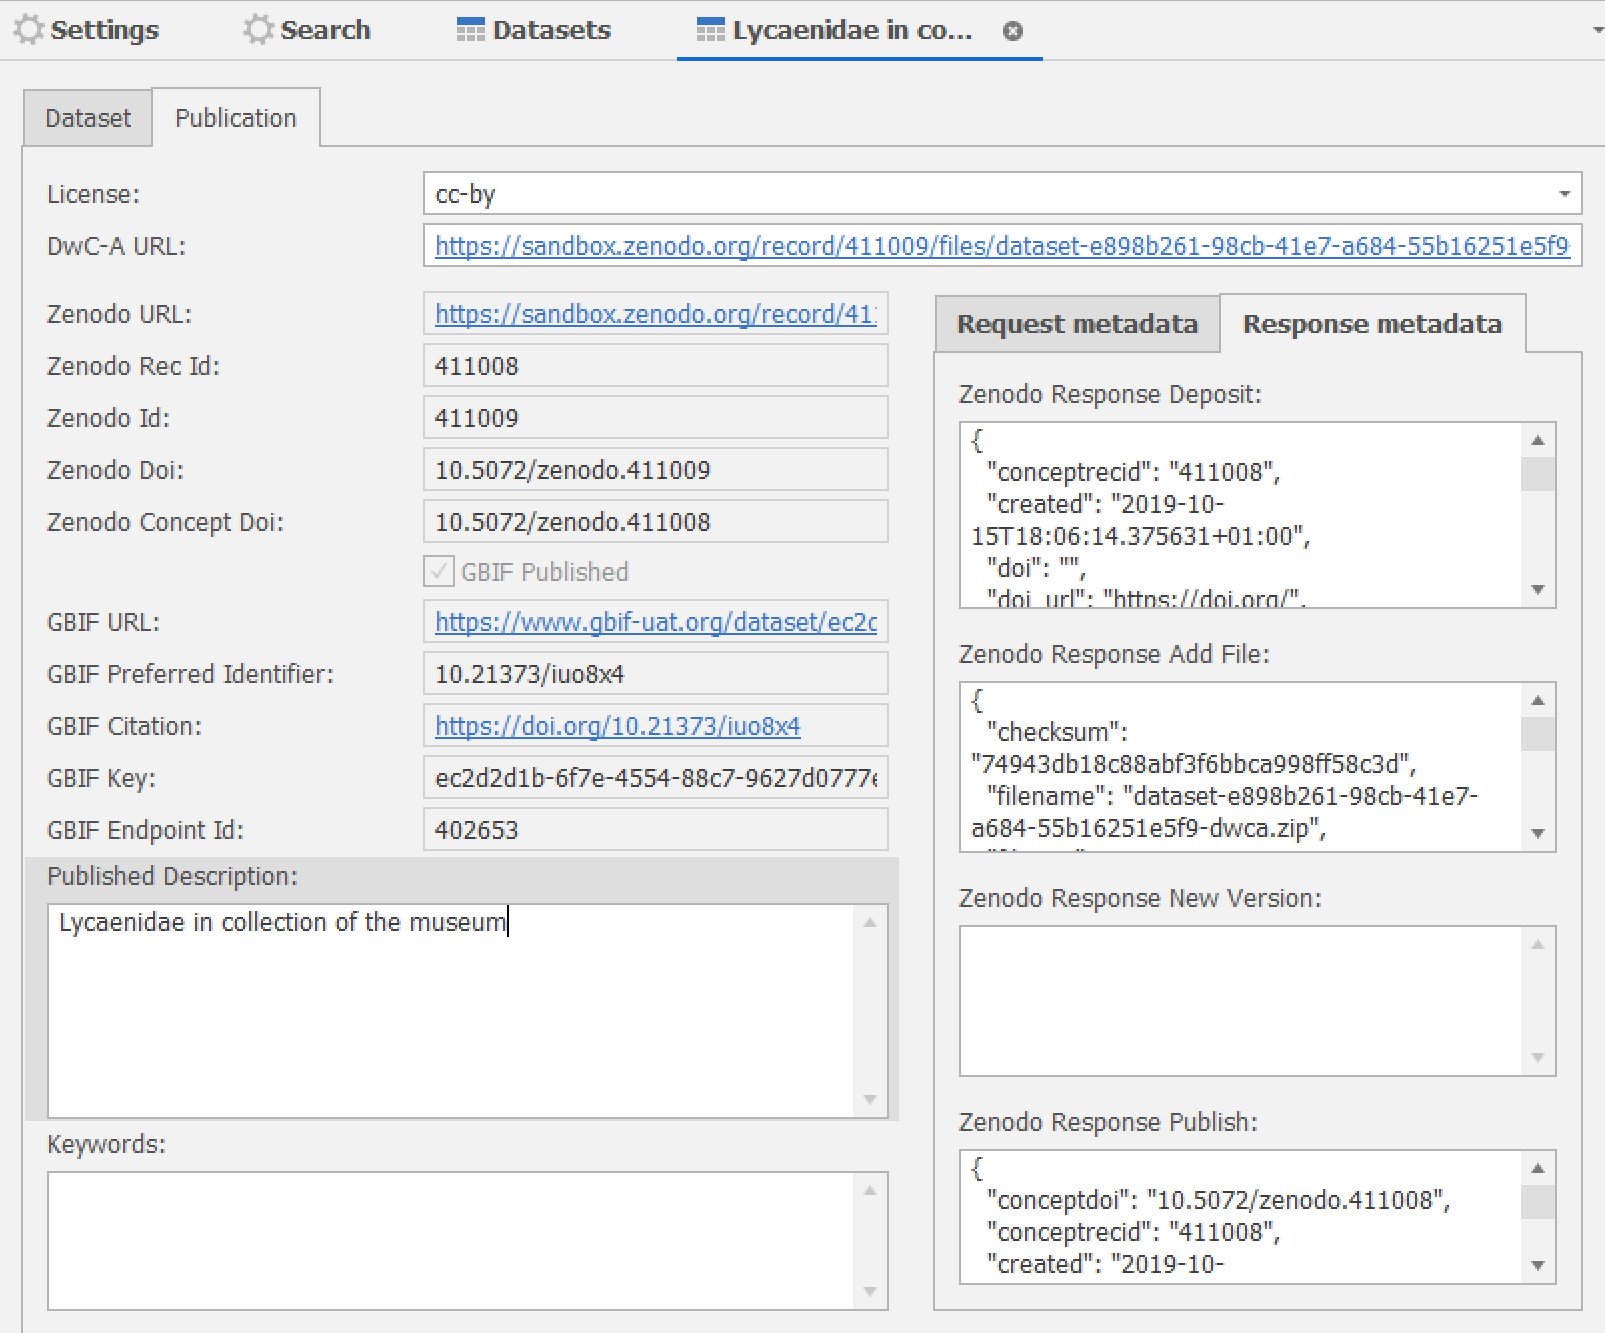 Settings Search Datasets Lycaenidae in co...
Dataset Publication
License: cc-by
DwC-A URL: https://sandbox.zenodo.org/record/411009/files/dataset-e898b261-98cb-41e7-a684-55b16251e5f9-
Zenodo URL: https://sandbox.zenodo.org/record/41
Zenodo Rec Id: 411008
Zenodo Id: 411009
Zenodo Doi: 10.5072/zenodo.411009
Zenodo Concept Doi: 10.5072/zenodo.411008
GBIF Published
GBIF URL: https://www.gbif-uat.org/dataset/ec2d
GBIF Preferred Identifier: 10.21373/iuo8x4
GBIF Citation: https://doi.org/10.21373/iuo8x4
GBIF Key: ec2d2d1b-6f7e-4554-88c7-9627d0777e
GBIF Endpoint Id: 402653
Published Description:
Lycaenidae in collection of the museum
Keywords:
Request metadata Response metadata
Zenodo Response Deposit:
{
"conceptrecid": "411008",
"created": "2019-10-
15T18:06:14.375631+01:00",
"doi": "",
"doi_url": "https://doi.org/",
Zenodo Response Add File:
{
"checksum":
"74943db18c88abf3f6bbca998ff58c3d",
"filename": "dataset-e898b261-98cb-41e7-
a684-55b16251e5f9-dwca.zip",
Zenodo Response New Version:
Zenodo Response Publish:
{
"conceptdoi": "10.5072/zenodo.411008",
"conceptrecid": "411008",
"created": "2019-10-